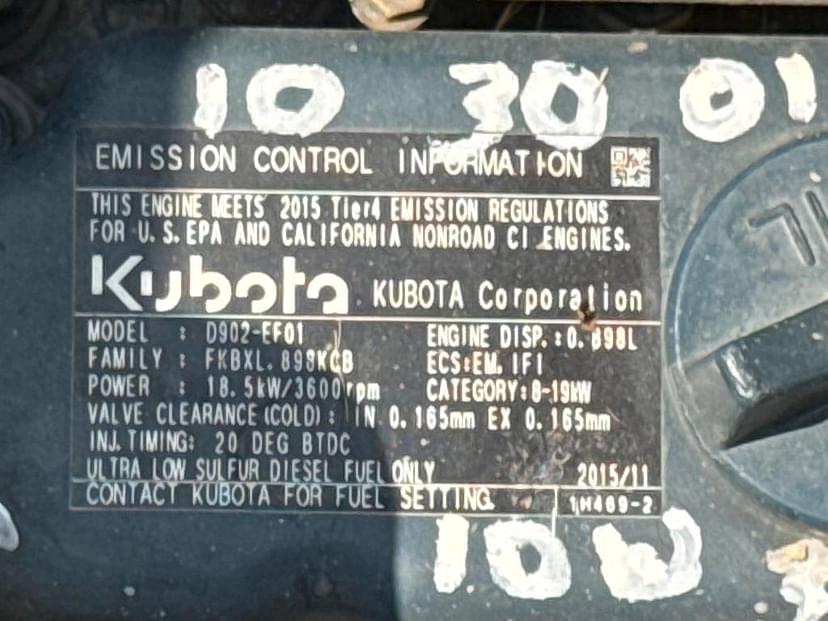 10 30 01
EMISSION CONTROL INFORMATION
THIS ENGINE MEETS 2015 Tier4 EMISSION REGULATIONS
FOR U.S.EPA AND CALIFORNIA NONROAD CI ENGINES.
Kubota KUBOTA Corporation
MODEL : D902-EF01 ENGINE DISP.:0.898L
FAMILY : FKBXL.898KCB ECS:EM, IFI
POWER : 18.5kW/3600rpm CATEGORY:8-19kW
VALVE CLEARANCE(COLD): IN 0.165mm EX 0.165mm
INJ.TIMING: 20 DEG BTDC
ULTRA LOW SULFUR DIESEL FUEL ONLY 2015/11
CONTACT KUBOTA FOR FUEL SETTING 1H469-2
10W
IL